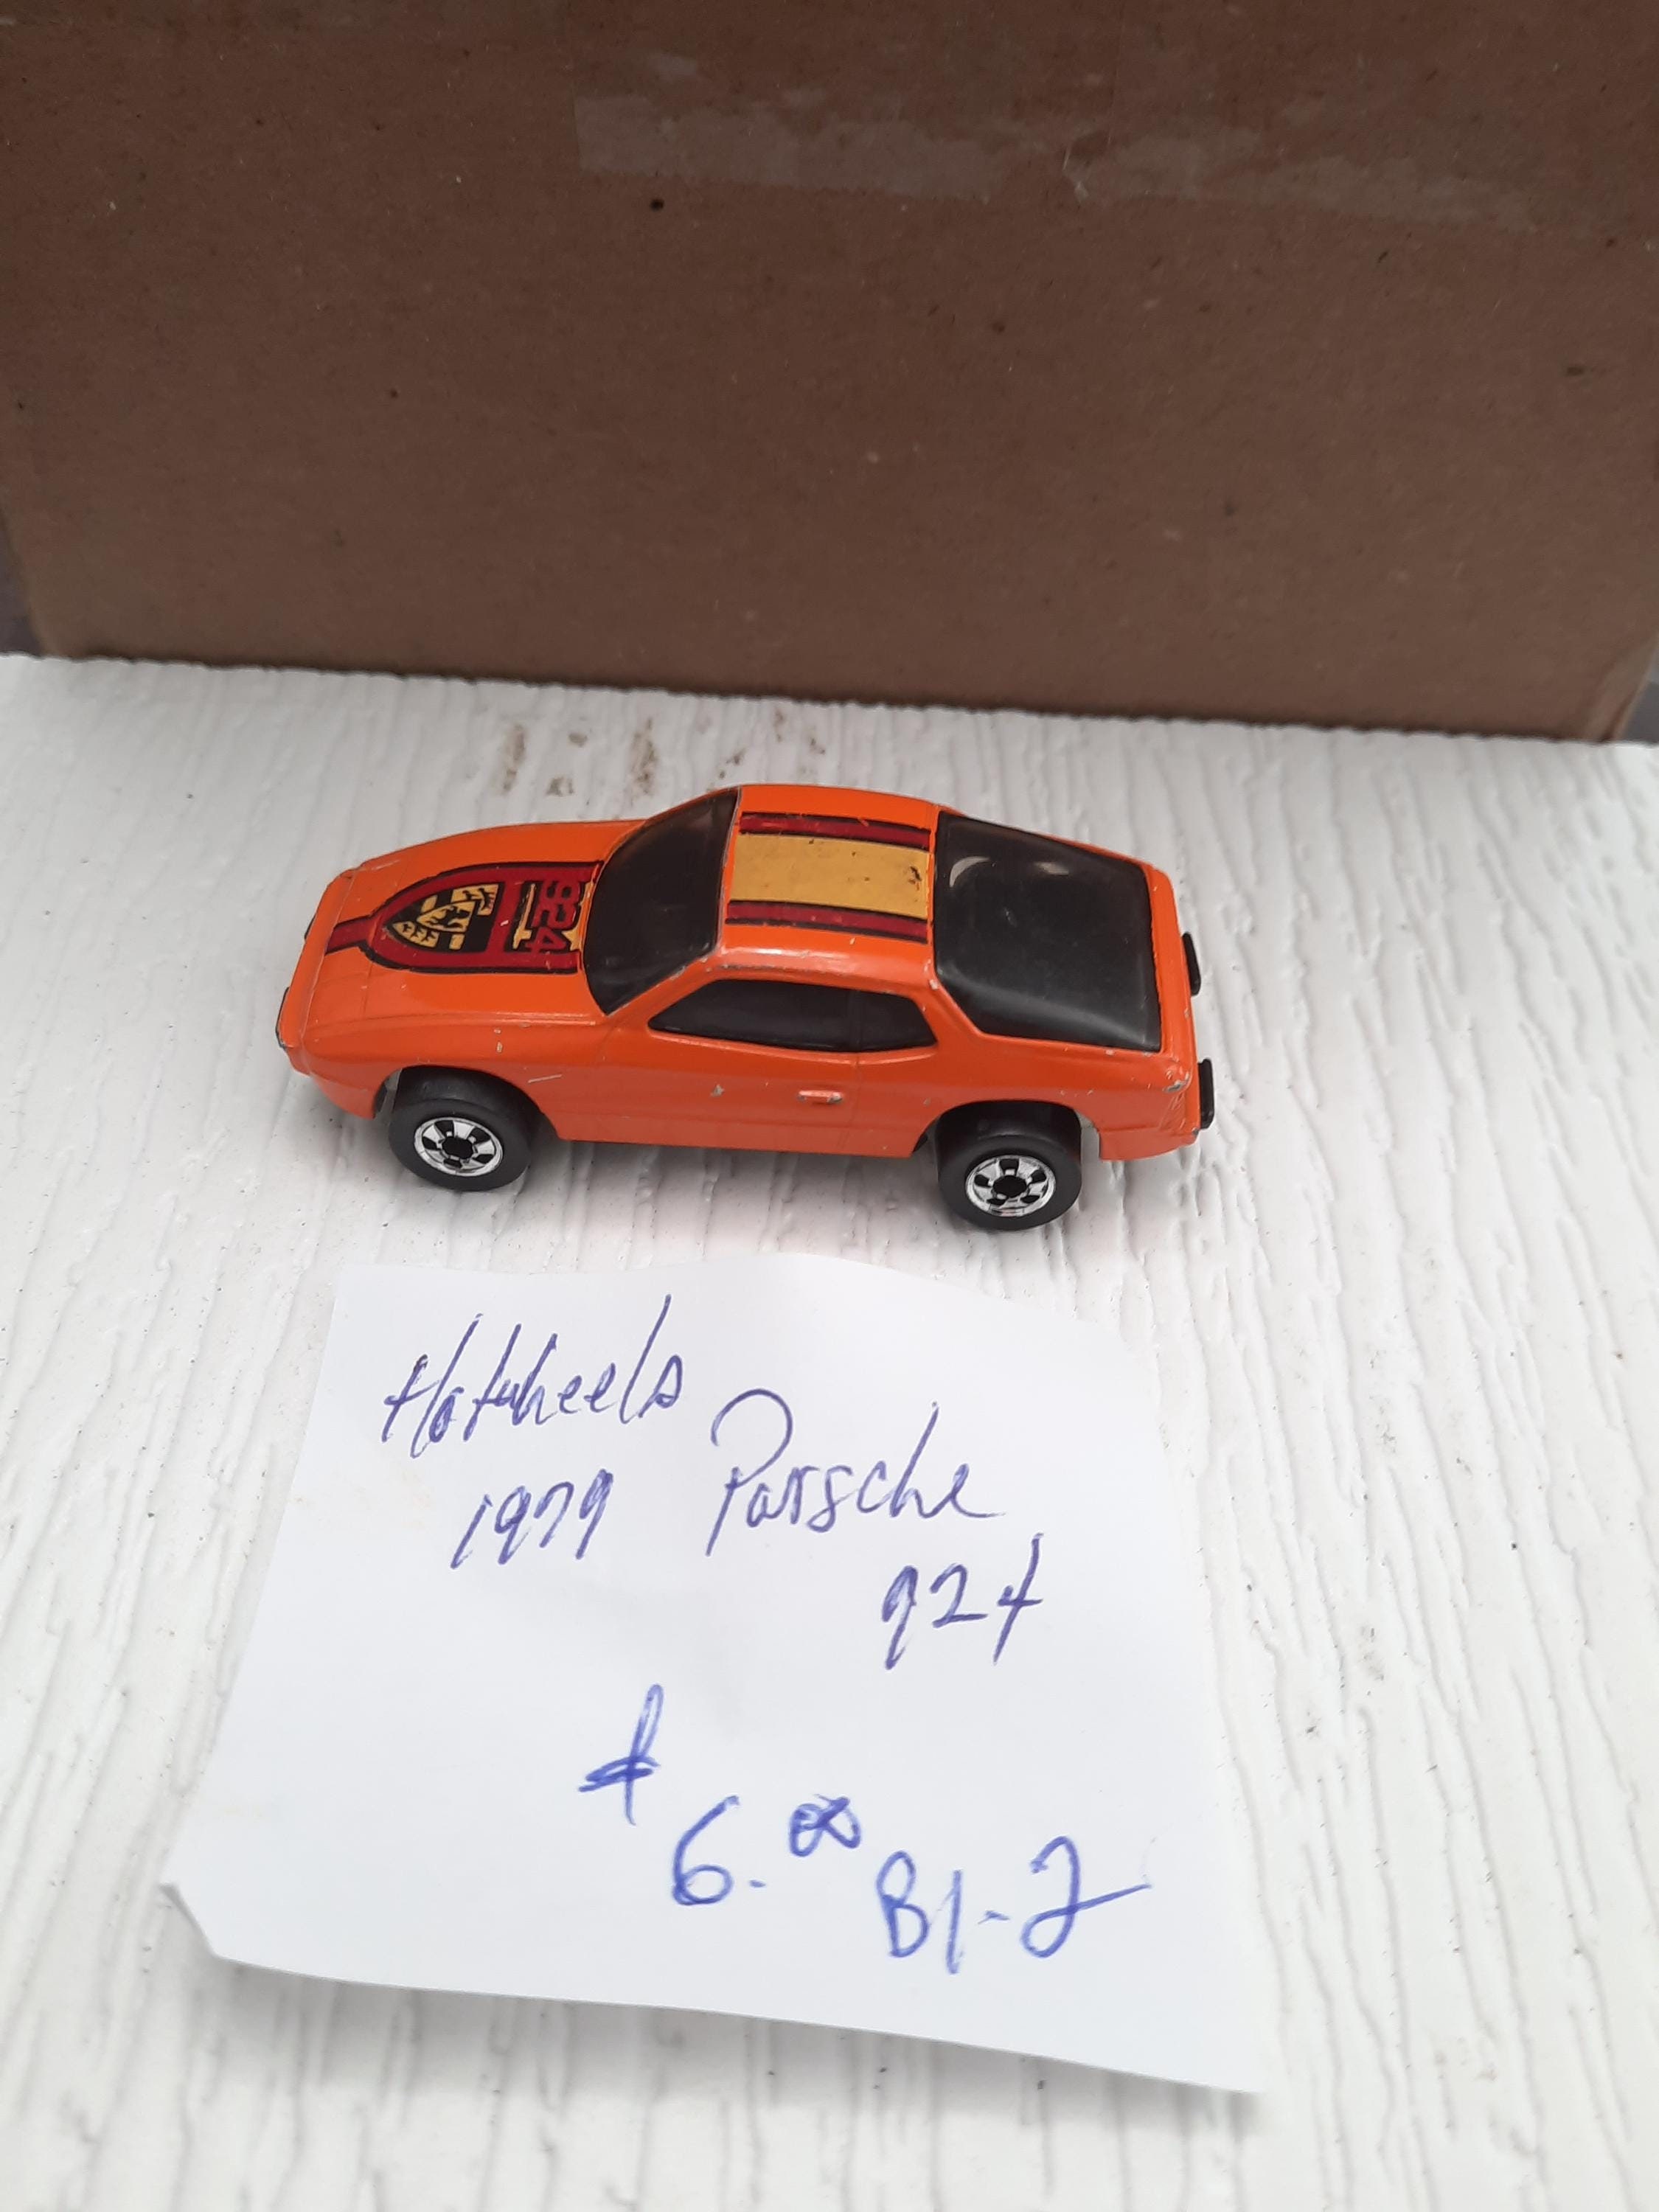 924
Hotwheels
1979 Porsche
924
$6.00 B1-2